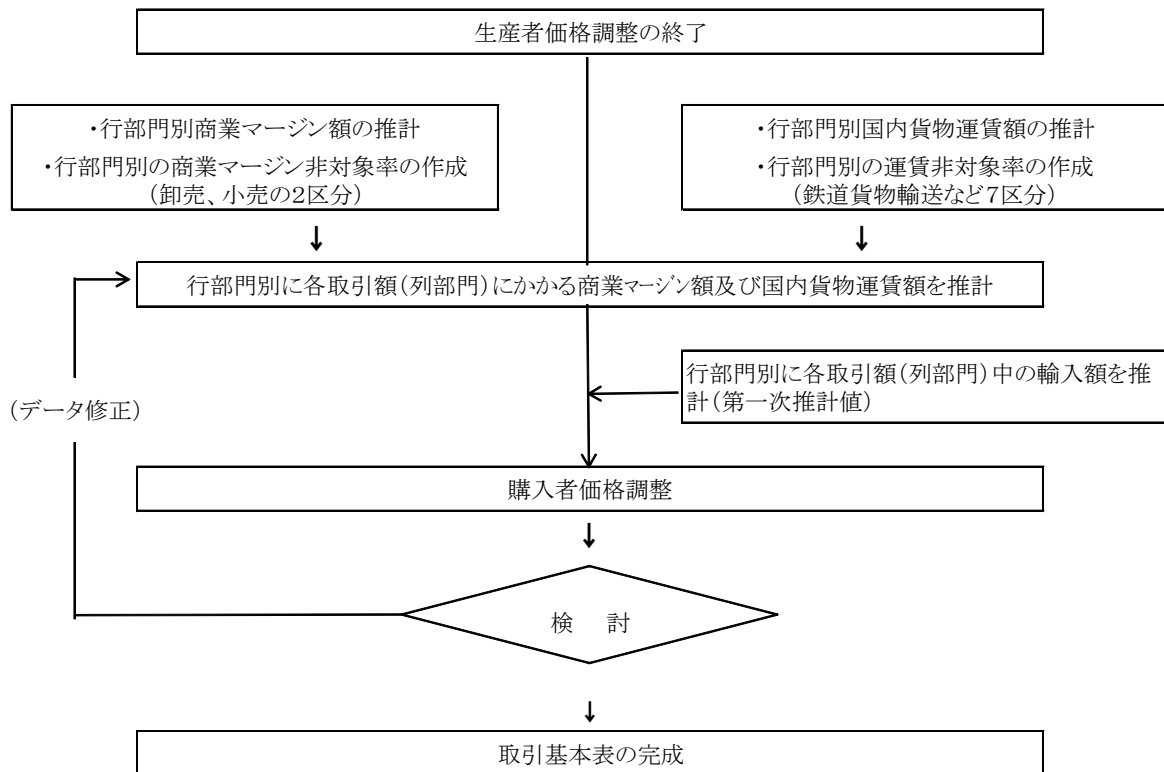 生産者価格調整の終了
・行部門別商業マージン額の推計
・行部門別の商業マージン非対象率の作成
（卸売、小売の２区分）
・行部門別国内貨物運賃額の推計
・行部門別の運賃非対象率の作成
（鉄道貨物輸送など７区分）
行部門別に各取引額（列部門）にかかる商業マージン額及び国内貨物運賃額を推計
行部門別に各取引額（列部門）中の輸入額を推
計（第一次推計値）
（データ修正）
購入者価格調整
検　討
取引基本表の完成